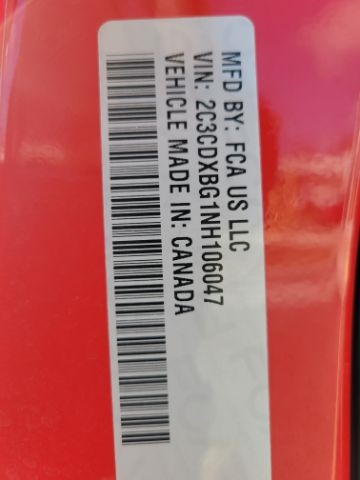 MFD BY: FCA US LLC
VIN: 2C3CDXBG1NH106047
VEHICLE MADE IN: CANADA